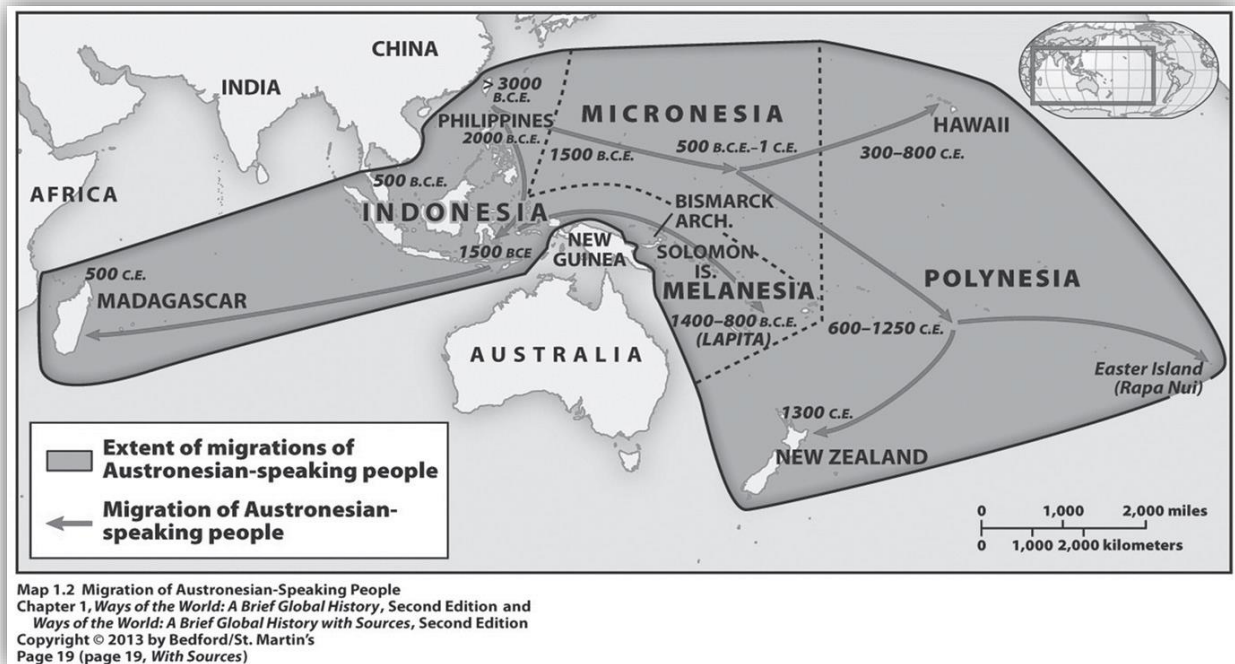 CHINA
INDIA
AFRICA
3000
B.C.E.
PHILIPPINES
2000 B.C.E.
MICRONESIA
1500 B.C.E.
500 B.C.E.–1 C.E.
HAWAII
300–800 C.E.
500 B.C.E.
INDONESIA
1500 BCE
BISMARCK
ARCH.
NEW
GUINEA
SOLOMON
IS.
MELANESIA
1400–800 B.C.E.
(LAPITA)
POLYNESIA
600–1250 C.E.
500 C.E.
MADAGASCAR
AUSTRALIA
Easter Island
(Rapa Nui)
1300 C.E.
NEW ZEALAND
Extent of migrations of
Austronesian-speaking people
Migration of Austronesian-
speaking people
0 1,000 2,000 miles
0 1,000 2,000 kilometers
Map 1.2 Migration of Austronesian-Speaking People
Chapter 1, Ways of the World: A Brief Global History, Second Edition and
Ways of the World: A Brief Global History with Sources, Second Edition
Copyright © 2013 by Bedford/St. Martin's
Page 19 (page 19, With Sources)